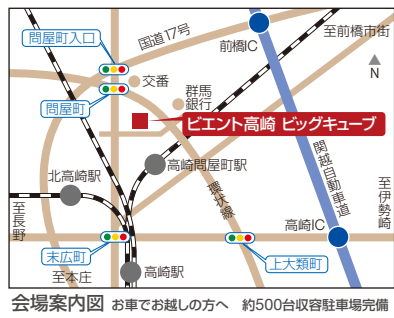 問屋町入口
国道17号
前橋IC
至前橋市街
交番
N
群馬
銀行
問屋町
ビエント高崎 ビッグキューブ
高崎問屋町駅
関越自動車道
北高崎駅
環状線
至伊勢崎
至長野
高崎IC
末広町
上大類町
至本庄
高崎駅
会場案内図 お車でお越しの方へ 約500台収容駐車場完備